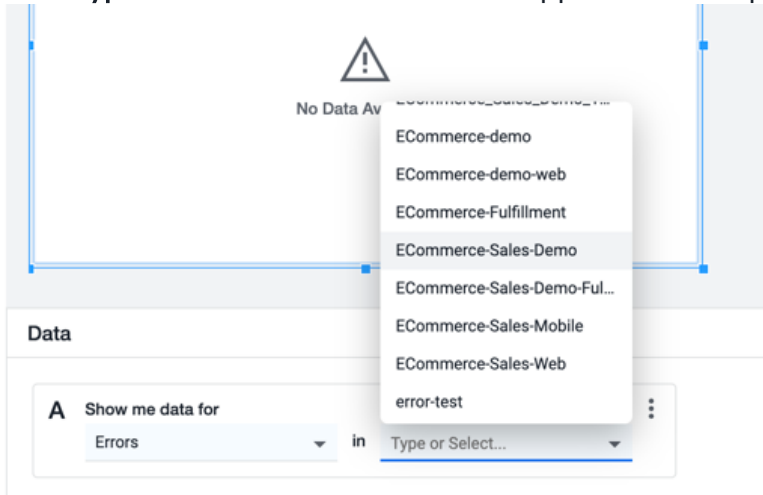 No Data Av
ECommerce-demo
ECommerce-demo-web
ECommerce-Fulfillment
ECommerce-Sales-Demo
ECommerce-Sales-Demo-Ful...
ECommerce-Sales-Mobile
ECommerce-Sales-Web
error-test
Data
A Show me data for
Errors in Type or Select...